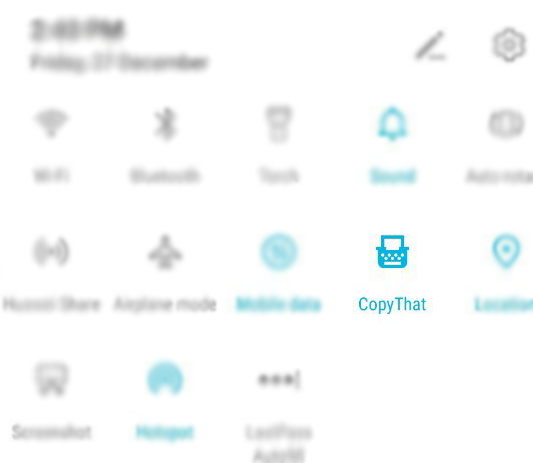 2:43 PM
Friday, 27 December
Wi-Fi
Bluetooth
Torch
Sound
Auto-rota
Huawei Share
Airplane mode
Mobile data
CopyThat
Location
Screenshot
Hotspot
LastPass
Autofill